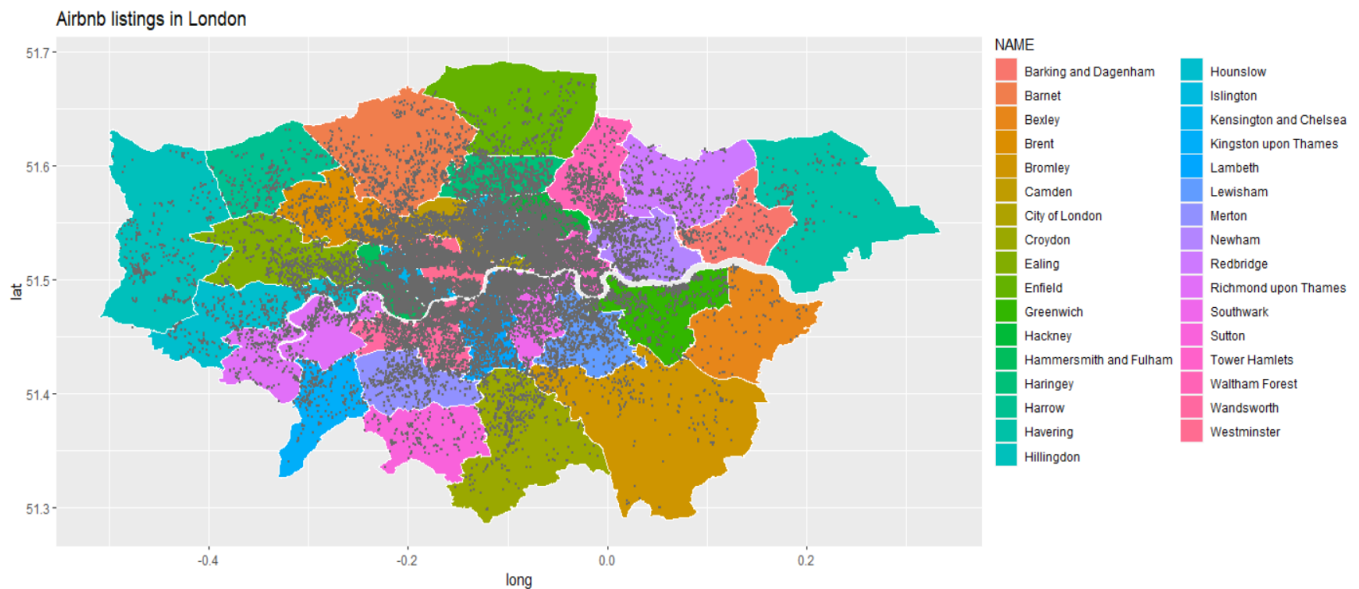 Airbnb listings in London
51.7
51.6
51.5
51.4
51.3
lat
-0.4
-0.2
0.0
0.2
long
NAME
Barking and Dagenham
Barnet
Bexley
Brent
Bromley
Camden
City of London
Croydon
Ealing
Enfield
Greenwich
Hackney
Hammersmith and Fulham
Haringey
Harrow
Havering
Hillingdon
Hounslow
Islington
Kensington and Chelsea
Kingston upon Thames
Lambeth
Lewisham
Merton
Newham
Redbridge
Richmond upon Thames
Southwark
Sutton
Tower Hamlets
Waltham Forest
Wandsworth
Westminster